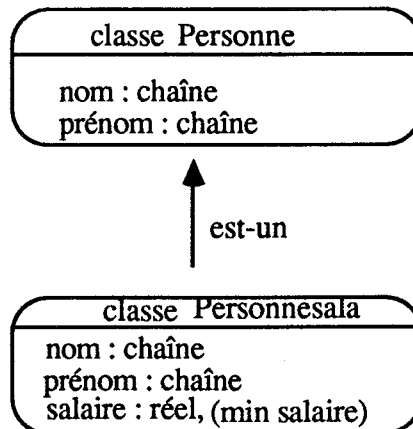 classe Personne
nom : chaîne
prénom : chaîne
est-un
classe Personnesala
nom : chaîne
prénom : chaîne
salaire : réel, (min salaire)